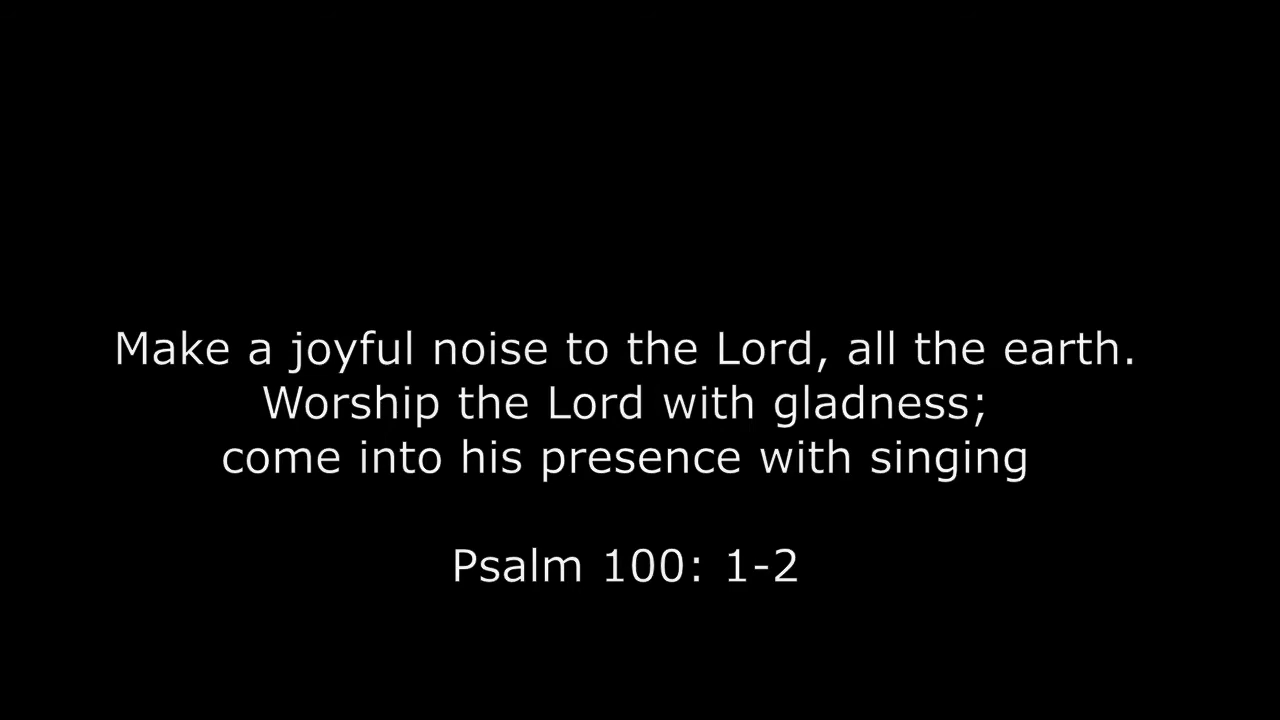 Make a joyful noise to the Lord, all the earth.
Worship the Lord with gladness;
come into his presence with singing
Psalm 100: 1-2